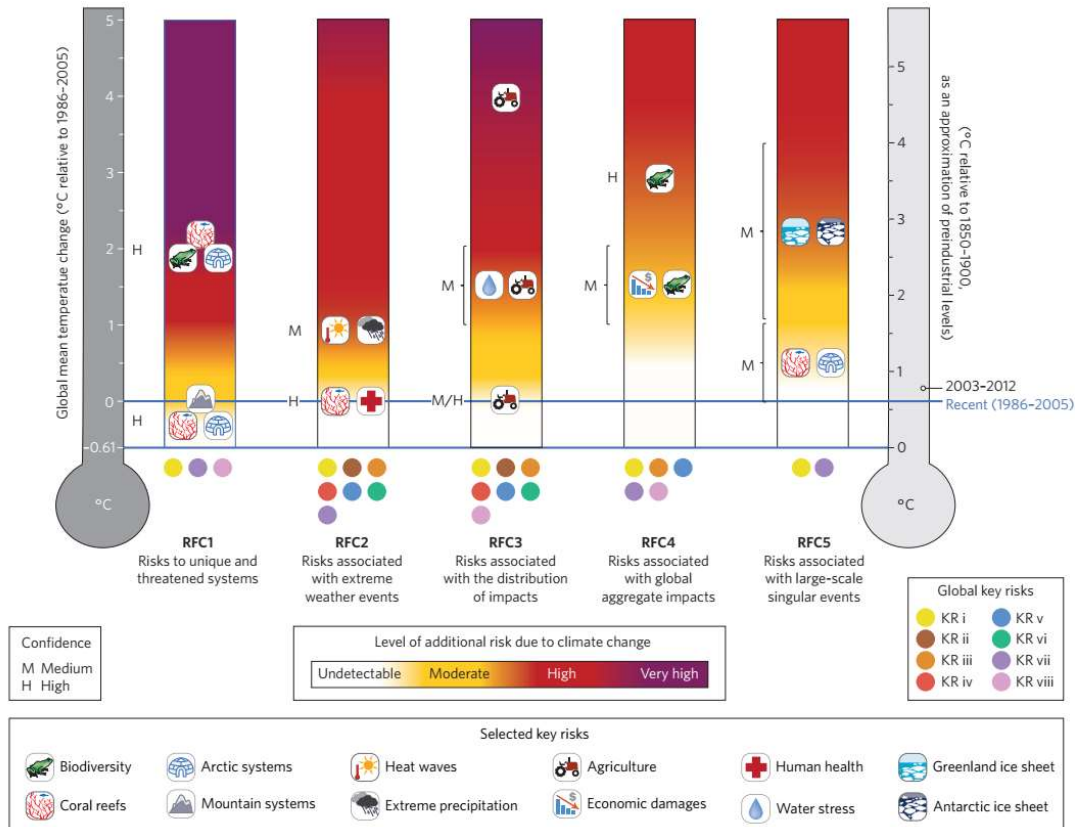 5
4
3
2
1
0
-0.61
°C
Global mean temperatue change (°C relative to 1986–2005)
H
H
M
H
M
M/H
H
M
M
M
5
4
3
2
1
0
°C
(°C relative to 1850–1900,
as an approximation of preindustrial levels)
2003–2012
Recent (1986–2005)
RFC1
Risks to unique and
threatened systems
RFC2
Risks associated
with extreme
weather events
RFC3
Risks associated
with the distribution
of impacts
RFC4
Risks associated
with global
aggregate impacts
RFC5
Risks associated
with large-scale
singular events
Global key risks
KR i
KR v
KR ii
KR vi
KR iii
KR vii
KR iv
KR viii
Confidence
M Medium
H High
Level of additional risk due to climate change
Undetectable Moderate High Very high
Selected key risks
Biodiversity
Arctic systems
Heat waves
Agriculture
Human health
Greenland ice sheet
Coral reefs
Mountain systems
Extreme precipitation
$
Economic damages
Water stress
Antarctic ice sheet